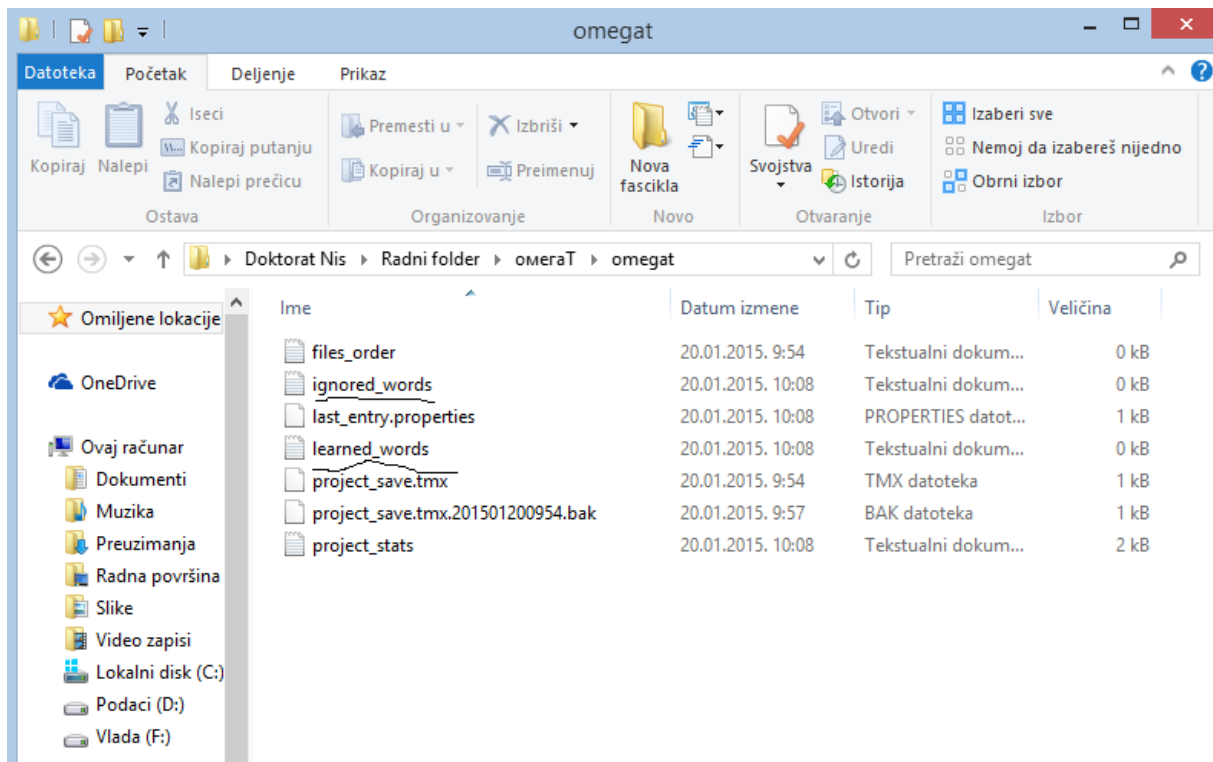 omegat
Datoteka Početak Deljenje Prikaz
Kopiraj
Nalepi
Iseci
Kopiraj putanju
Nalepi prečicu
Ostava
Premesti u
Kopiraj u
Izbriši
Preimenuj
Organizovanje
Nova
fascikla
Novo
Svojstva
Otvori
Uredi
Istorija
Otvaranje
Izaberi sve
Nemoj da izabereš nijedno
Obrni izbor
Izbor
Doktorat Nis Radni folder омегаТ omegat
Pretraži omegat
Omiljene lokacije
OneDrive
Ovaj računar
Dokumenti
Muzika
Preuzimanja
Radna površina
Slike
Video zapisi
Lokalni disk (C:)
Podaci (D:)
Vlada (F:)
Ime Datum izmene Tip Veličina
files_order 20.01.2015. 9:54 Tekstualni dokum... 0 kB
ignored_words 20.01.2015. 10:08 Tekstualni dokum... 0 kB
last_entry.properties 20.01.2015. 10:08 PROPERTIES datot... 1 kB
learned_words 20.01.2015. 10:08 Tekstualni dokum... 0 kB
project_save.tmx 20.01.2015. 9:54 TMX datoteka 1 kB
project_save.tmx.201501200954.bak 20.01.2015. 9:57 BAK datoteka 1 kB
project_stats 20.01.2015. 10:08 Tekstualni dokum... 2 kB